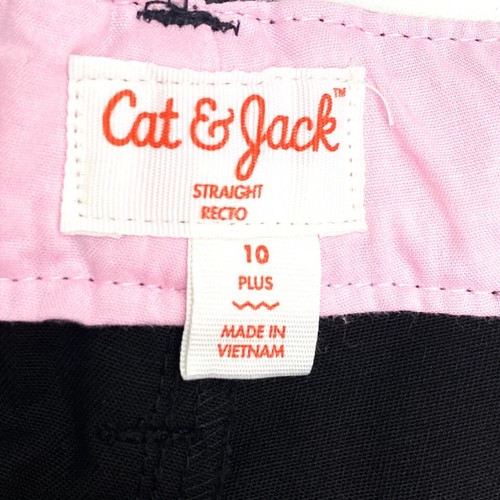 Cat & Jack™
STRAIGHT
RECTO
10
PLUS
MADE IN
VIETNAM